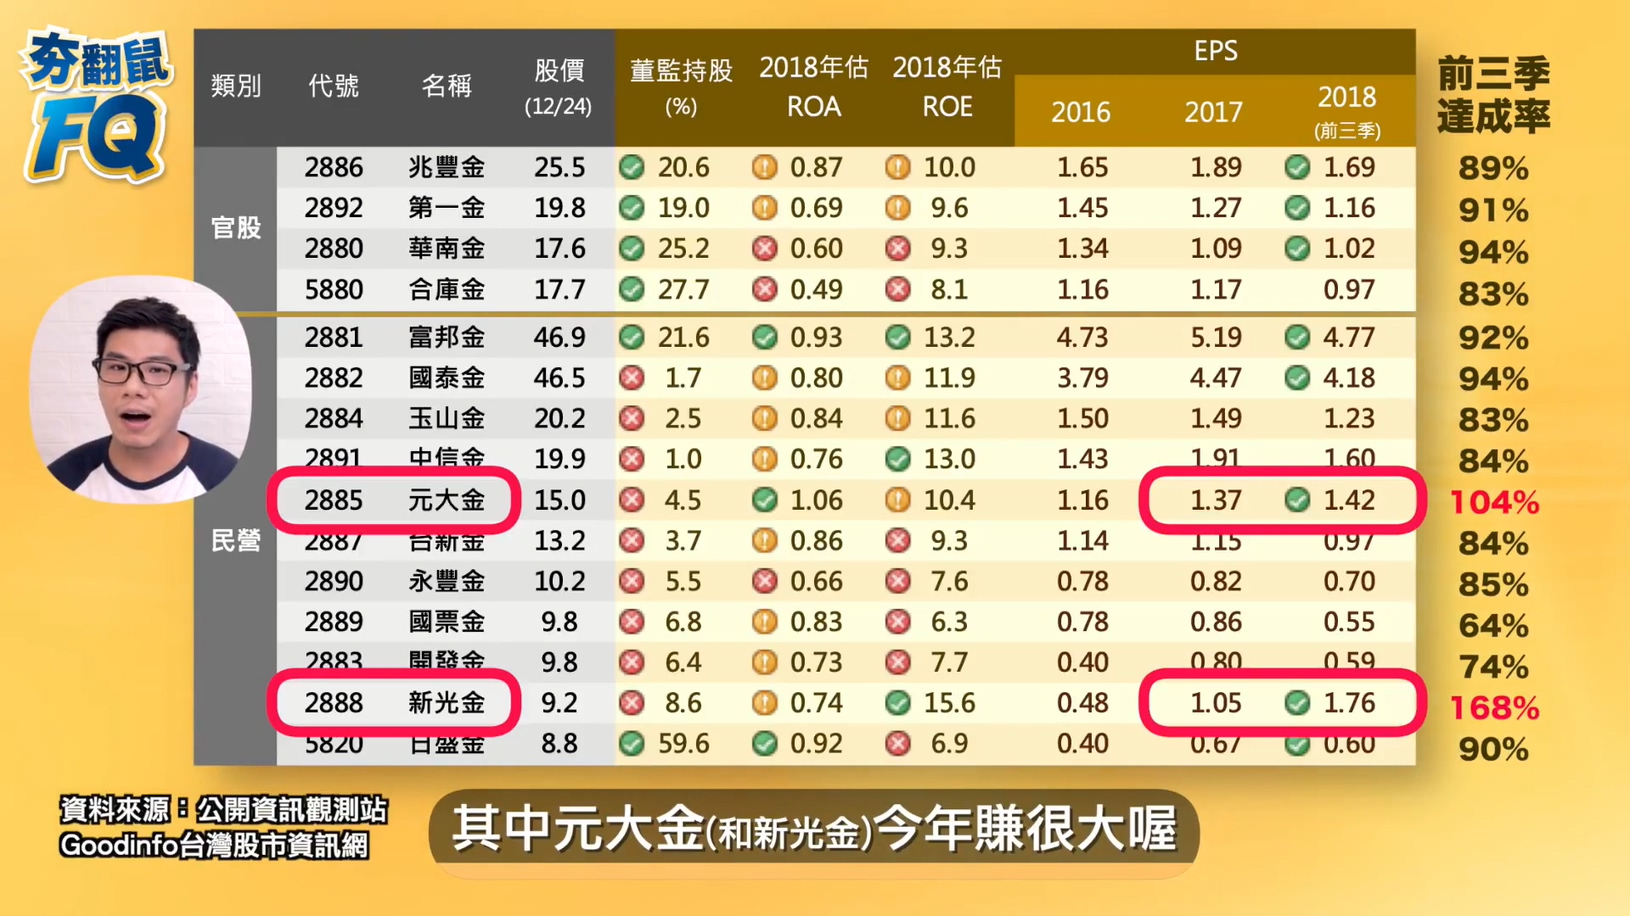 夯翻鼠
FQ
類別 代號 名稱 股價 (12/24) 董監持股 (%) 2018年估 ROA 2018年估 ROE EPS 2016 2017 2018 (前三季) 前三季 達成率
官股
2886 兆豐金 25.5 20.6 0.87 10.0 1.65 1.89 1.69 89%
2892 第一金 19.8 19.0 0.69 9.6 1.45 1.27 1.16 91%
2880 華南金 17.6 25.2 0.60 9.3 1.34 1.09 1.02 94%
5880 合庫金 17.7 27.7 0.49 8.1 1.16 1.17 0.97 83%
民營
2881 富邦金 46.9 21.6 0.93 13.2 4.73 5.19 4.77 92%
2882 國泰金 46.5 1.7 0.80 11.9 3.79 4.47 4.18 94%
2884 玉山金 20.2 2.5 0.84 11.6 1.50 1.49 1.23 83%
2891 中信金 19.9 1.0 0.76 13.0 1.43 1.91 1.60 84%
2885 元大金 15.0 4.5 1.06 10.4 1.16 1.37 1.42 104%
2887 台新金 13.2 3.7 0.86 9.3 1.14 1.15 0.97 84%
2890 永豐金 10.2 5.5 0.66 7.6 0.78 0.82 0.70 85%
2889 國票金 9.8 6.8 0.83 6.3 0.78 0.86 0.55 64%
2883 開發金 9.8 6.4 0.73 7.7 0.40 0.80 0.59 74%
2888 新光金 9.2 8.6 0.74 15.6 0.48 1.05 1.76 168%
5820 日盛金 8.8 59.6 0.92 6.9 0.40 0.67 0.60 90%
資料來源：公開資訊觀測站
Goodinfo台灣股市資訊網
其中元大金(和新光金)今年賺很大喔